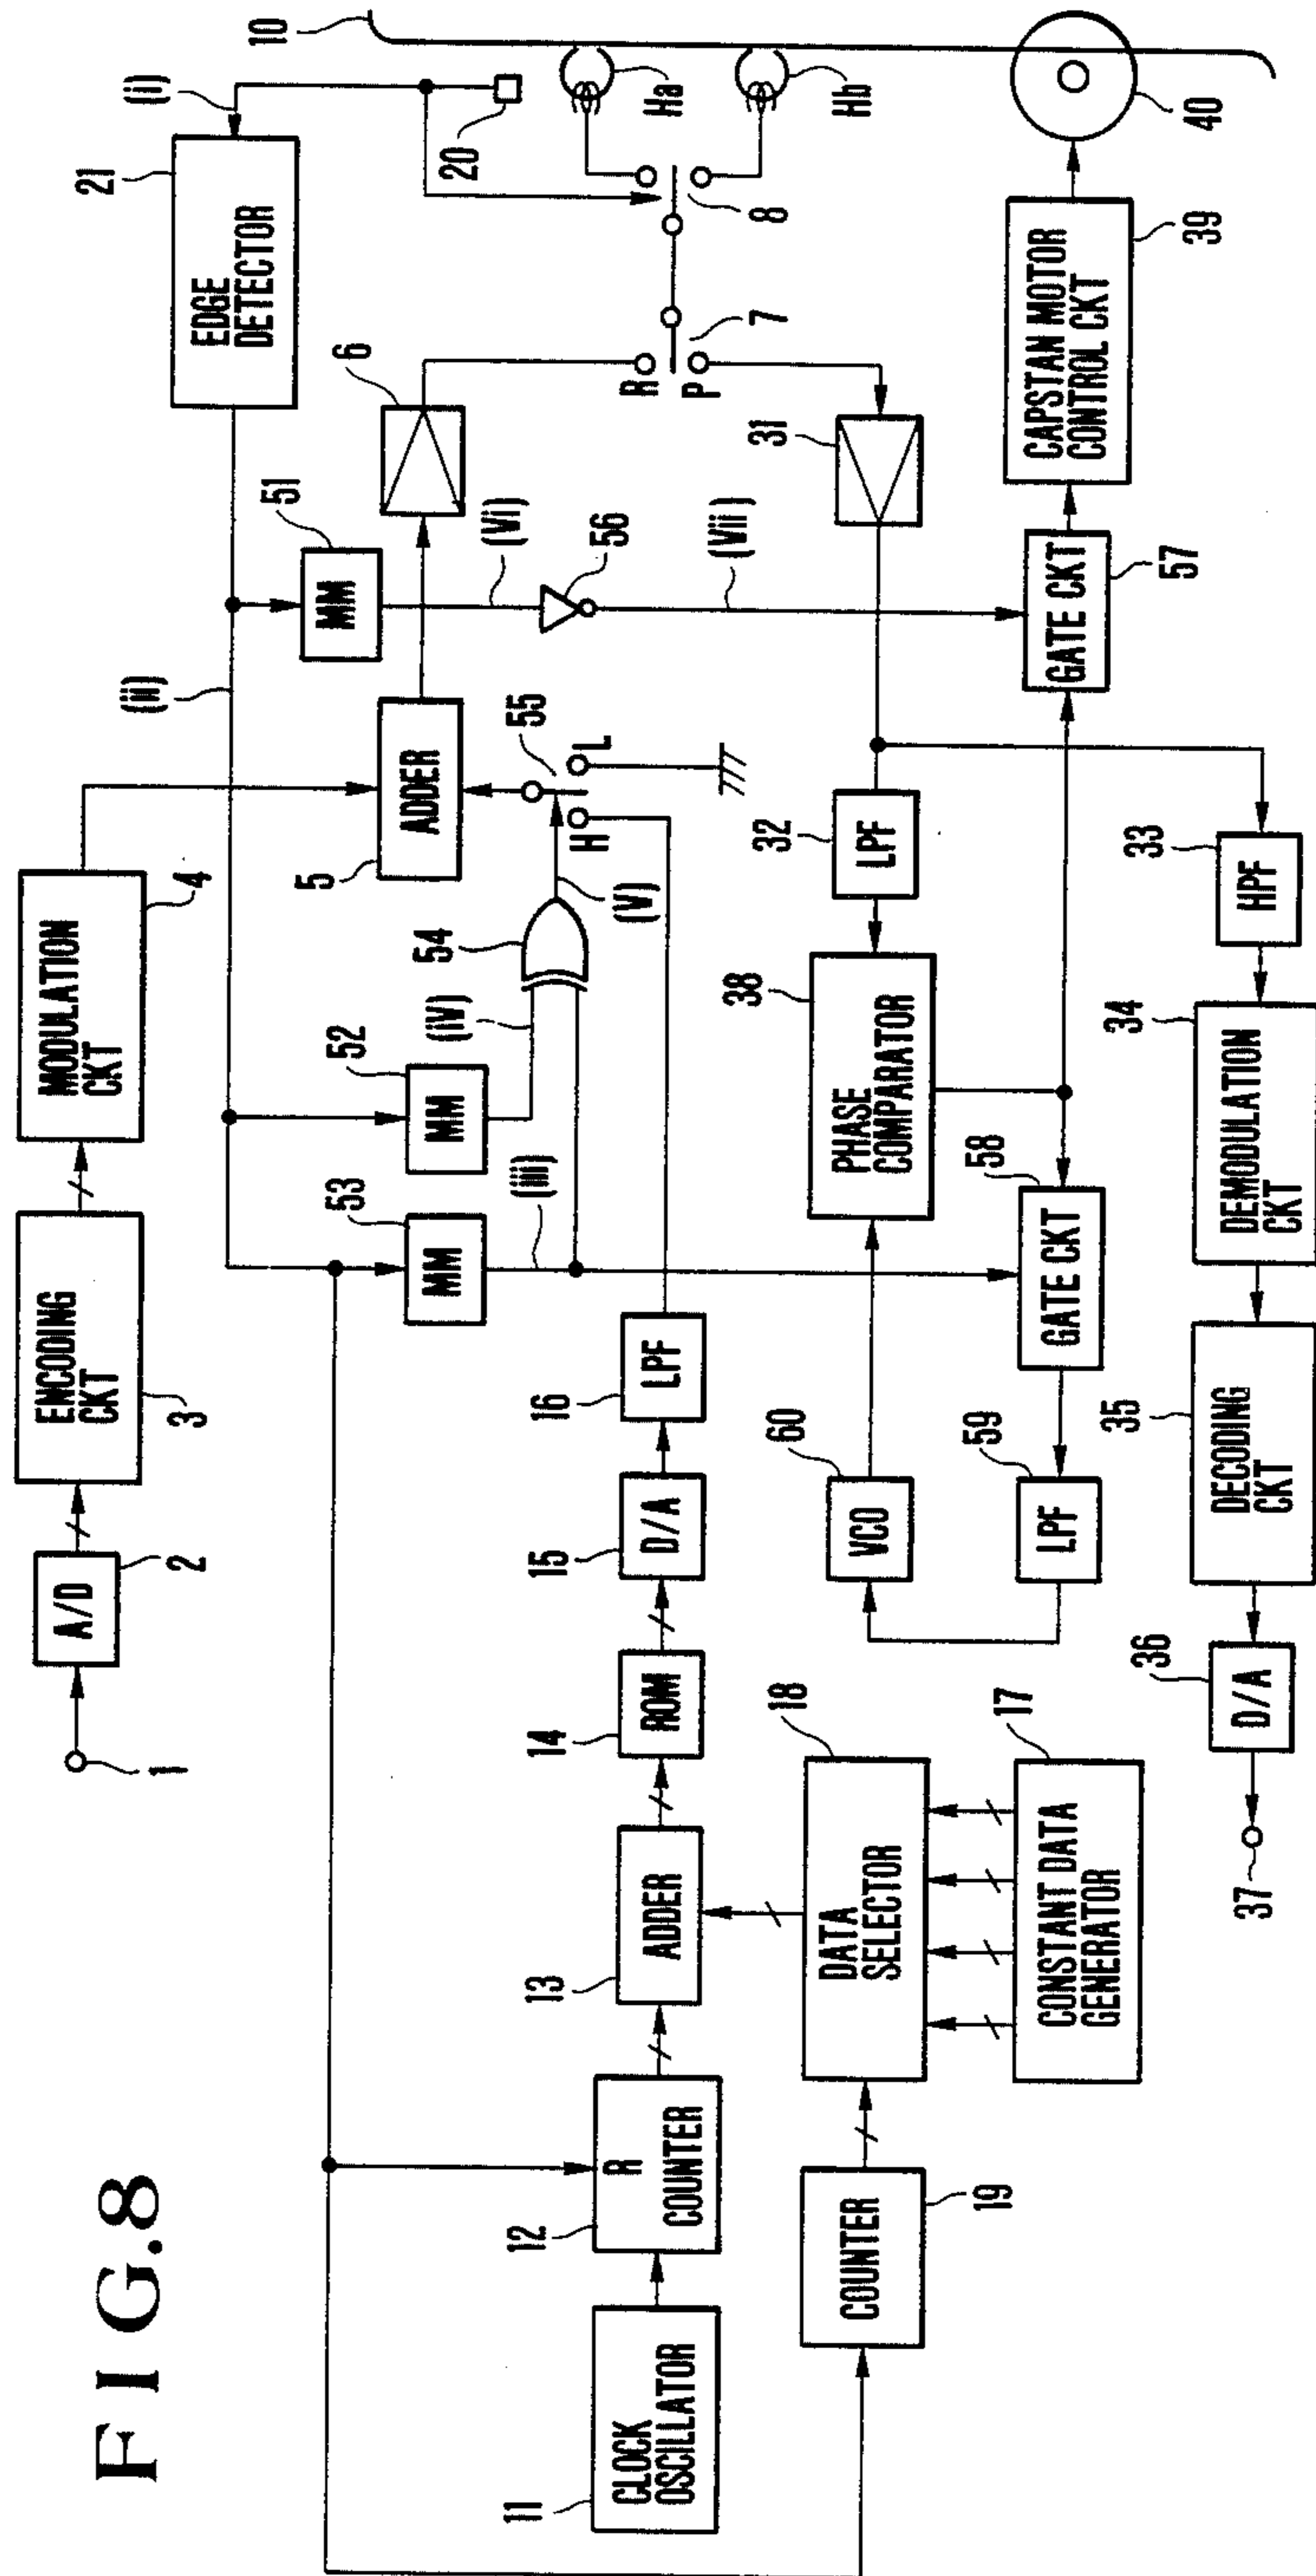 FIG.8
1
A/D
2
ENCODING
CKT
3
MODULATION
CKT
4
5
ADDER
6
EDGE
DETECTOR
21
(i)
10
20
Ha
Hb
8
7
R
P
(ii)
51
MM
(Vi)
56
(Vii)
52
MM
(iV)
53
MM
(iii)
54
(V)
55
H
L
11
CLOCK
OSCILLATOR
12
R
COUNTER
13
ADDER
14
ROM
15
D/A
16
LPF
COUNTER
19
DATA
SELECTOR
18
CONSTANT DATA
GENERATOR
17
60
VCO
59
LPF
38
PHASE
COMPARATOR
32
LPF
31
58
GATE CKT
GATE CKT
57
CAPSTAN MOTOR
CONTROL CKT
39
40
33
HPF
34
DEMODULATION
CKT
35
DECODING
CKT
36
D/A
37